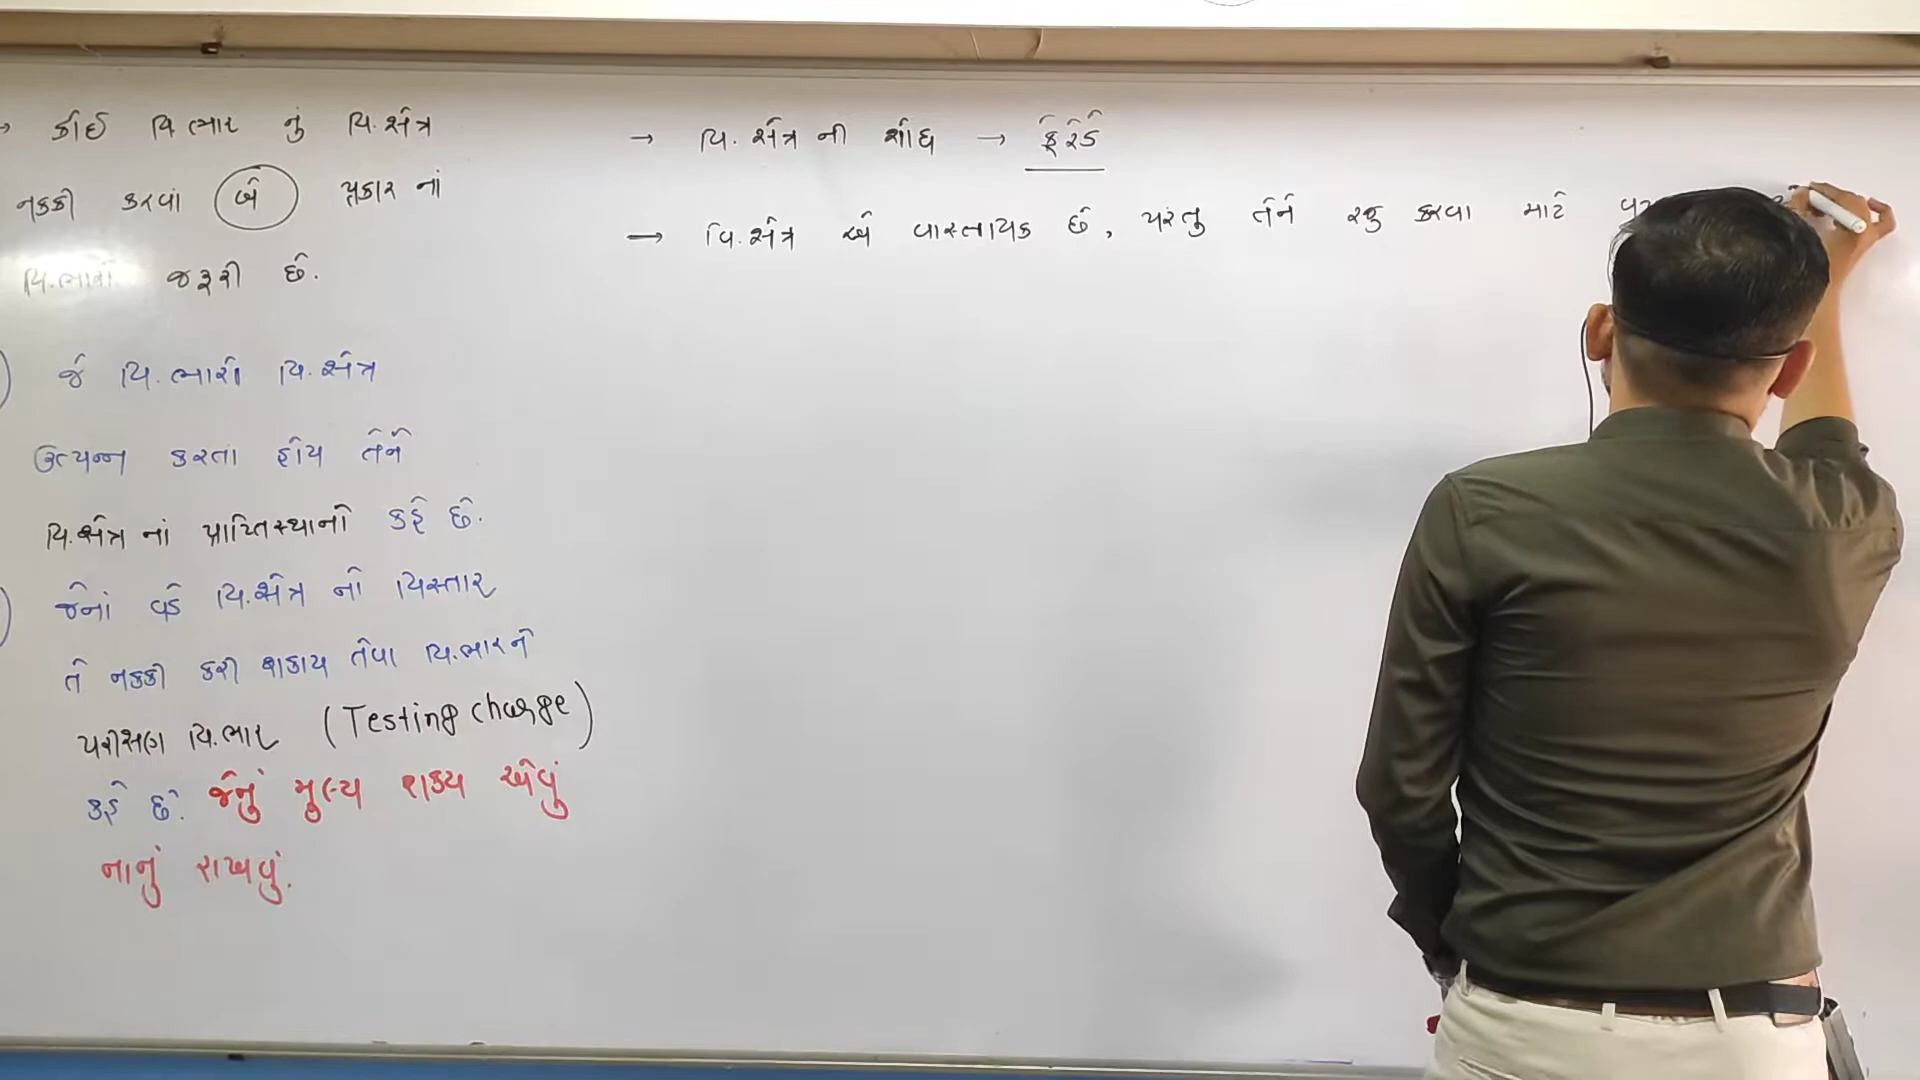 → કોઈ વિ.ભાર નું વિ.ક્ષેત્ર
નક્કી કરવાં બે પ્રકાર નાં
વિ.ભારો જરૂરી છે.
જે વિ.ભારો વિ.ક્ષેત્ર
ઉત્પન્ન કરતાં હોય તેને
વિ.ક્ષેત્ર નાં પ્રાપ્તિસ્થાનો કહે છે.
જેનાં વડે વિ.ક્ષેત્ર નો વિસ્તાર
તે નક્કી કરી શકાય તેવા વિ.ભારને
પરીક્ષણ વિ.ભાર (Testing charge)
કહે છે. જેનું મુલ્ય શક્ય એવું
નાનું રાખવું.
→ વિ. ક્ષેત્ર ની શોધ → ફેરેડે
→ વિ.ક્ષેત્ર એ વાસ્તવિક છે, પરંતુ તેને રજુ કરવા માટે